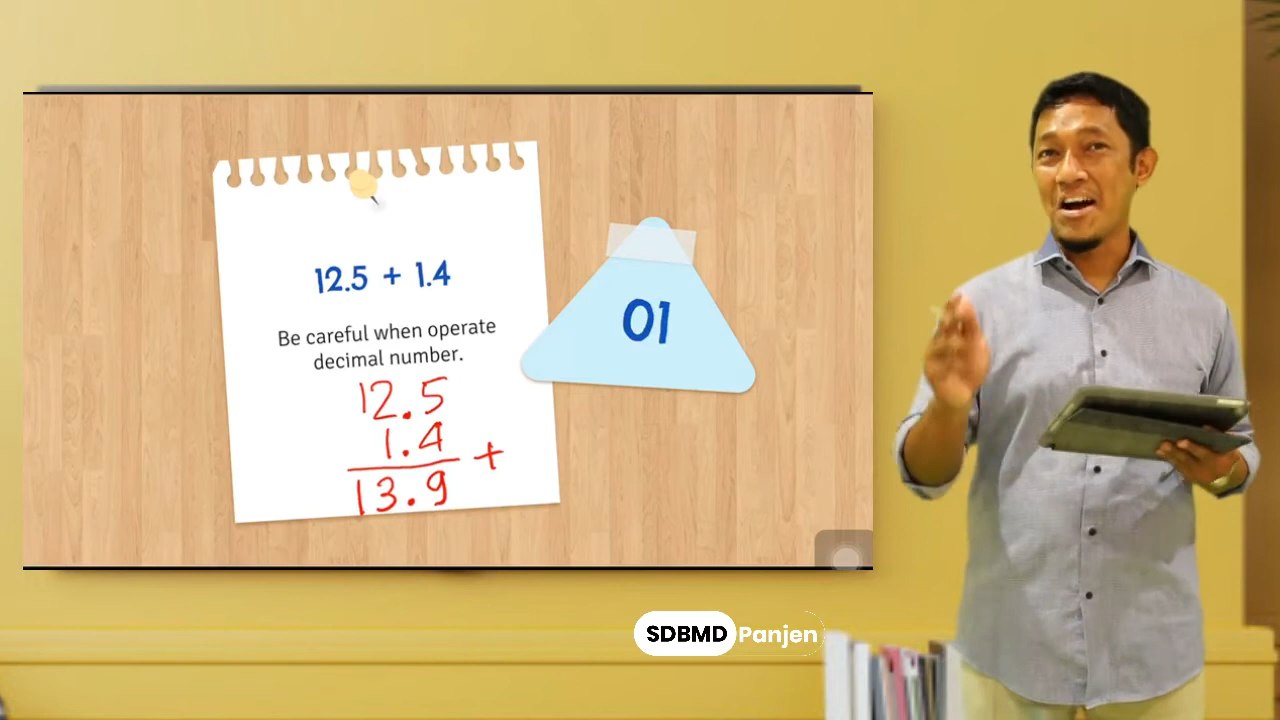 12.5 + 1.4
Be careful when operate
decimal number.
12.5
1.4
+
13.9
01
SDBMD Panjen